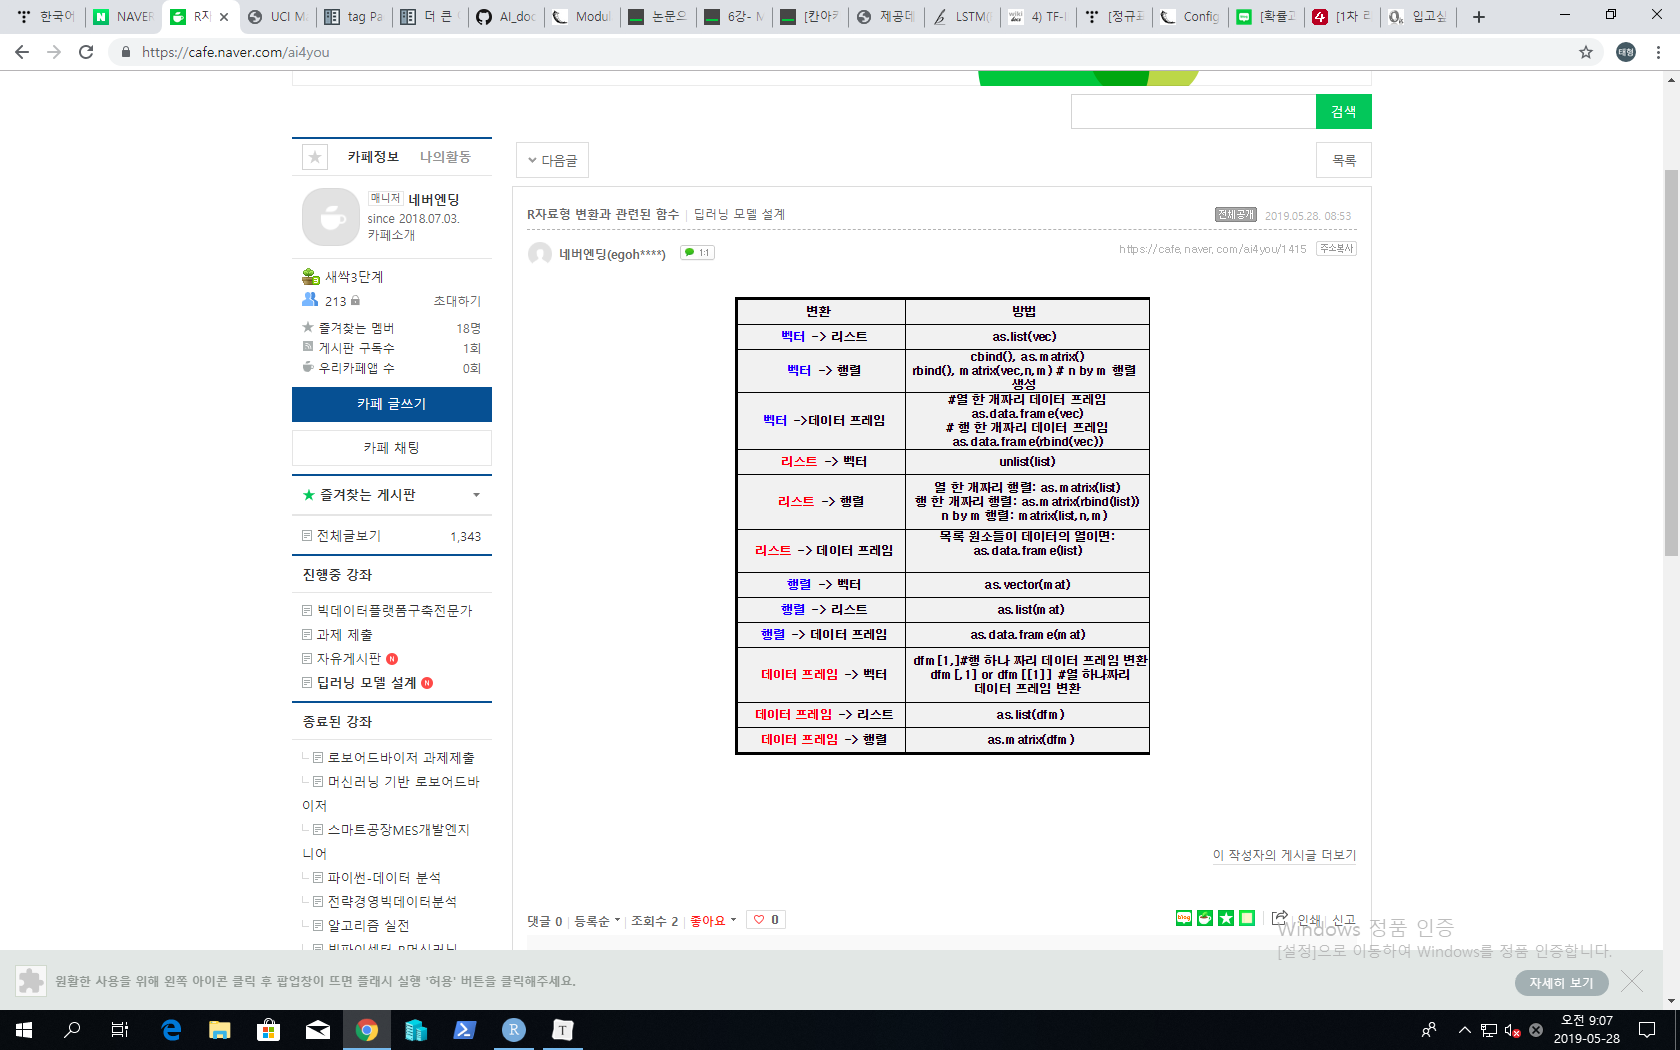 한국어
NAVER
R자
UCI M
tag Pa
더 큰
AI_doc
Modul
논문으
6강- M
[칸아카
제공데
LSTM(
4) TF-I
[정규표
Config
[확률과
[1차 리
입고싶
https://cafe.naver.com/ai4you
태형
검색
카페정보 나의활동
다음글
목록
매니저 네버엔딩
since 2018.07.03.
카페소개
새싹3단계
213 초대하기
즐겨찾는 멤버 18명
게시판 구독수 1회
우리카페앱 수 0회
카페 글쓰기
카페 채팅
즐겨찾는 게시판
전체글보기 1,343
진행중 강좌
빅데이터플랫폼구축전문가
과제 제출
자유게시판 N
딥러닝 모델 설계 N
종료된 강좌
로보어드바이저 과제제출
머신러닝 기반 로보어드바
이저
스마트공장MES개발엔지
니어
파이썬-데이터 분석
전략경영빅데이터분석
알고리즘 실전
R자료형 변환과 관련된 함수 | 딥러닝 모델 설계
전체공개 2019.05.28. 08:53
네버엔딩(egoh****) 1:1
https://cafe.naver.com/ai4you/1415 주소복사
변환 방법
벡터 -> 리스트 as.list(vec)
벡터 -> 행렬 cbind(), as.matrix()
rbind(), matrix(vec,n,m) # n by m 행렬
생성
벡터 ->데이터 프레임 #열 한 개짜리 데이터 프레임
as.data.frame(vec)
# 행 한 개짜리 데이터 프레임
as.data.frame(rbind(vec))
리스트 -> 벡터 unlist(list)
리스트 -> 행렬 열 한 개짜리 행렬: as.matrix(list)
행 한 개짜리 행렬: as.matrix(rbind(list))
n by m 행렬: matrix(list,n,m)
리스트 -> 데이터 프레임 목록 원소들이 데이터의 열이면:
as.data.frame(list)
행렬 -> 벡터 as.vector(mat)
행렬 -> 리스트 as.list(mat)
행렬 -> 데이터 프레임 as.data.frame(mat)
데이터 프레임 -> 벡터 dfm[1,]#행 하나 짜리 데이터 프레임 변환
dfm[,1] or dfm[[1]] #열 하나짜리
데이터 프레임 변환
데이터 프레임 -> 리스트 as.list(dfm)
데이터 프레임 -> 행렬 as.matrix(dfm)
이 작성자의 게시글 더보기
댓글 0 | 등록순 | 조회수 2 | 좋아요 0
blog
인쇄 | 신고
Windows 정품 인증
[설정]으로 이동하여 Windows를 정품 인증합니다.
원활한 사용을 위해 왼쪽 아이콘 클릭 후 팝업창이 뜨면 플래시 실행 '허용' 버튼을 클릭해주세요.
자세히 보기
오전 9:07
2019-05-28